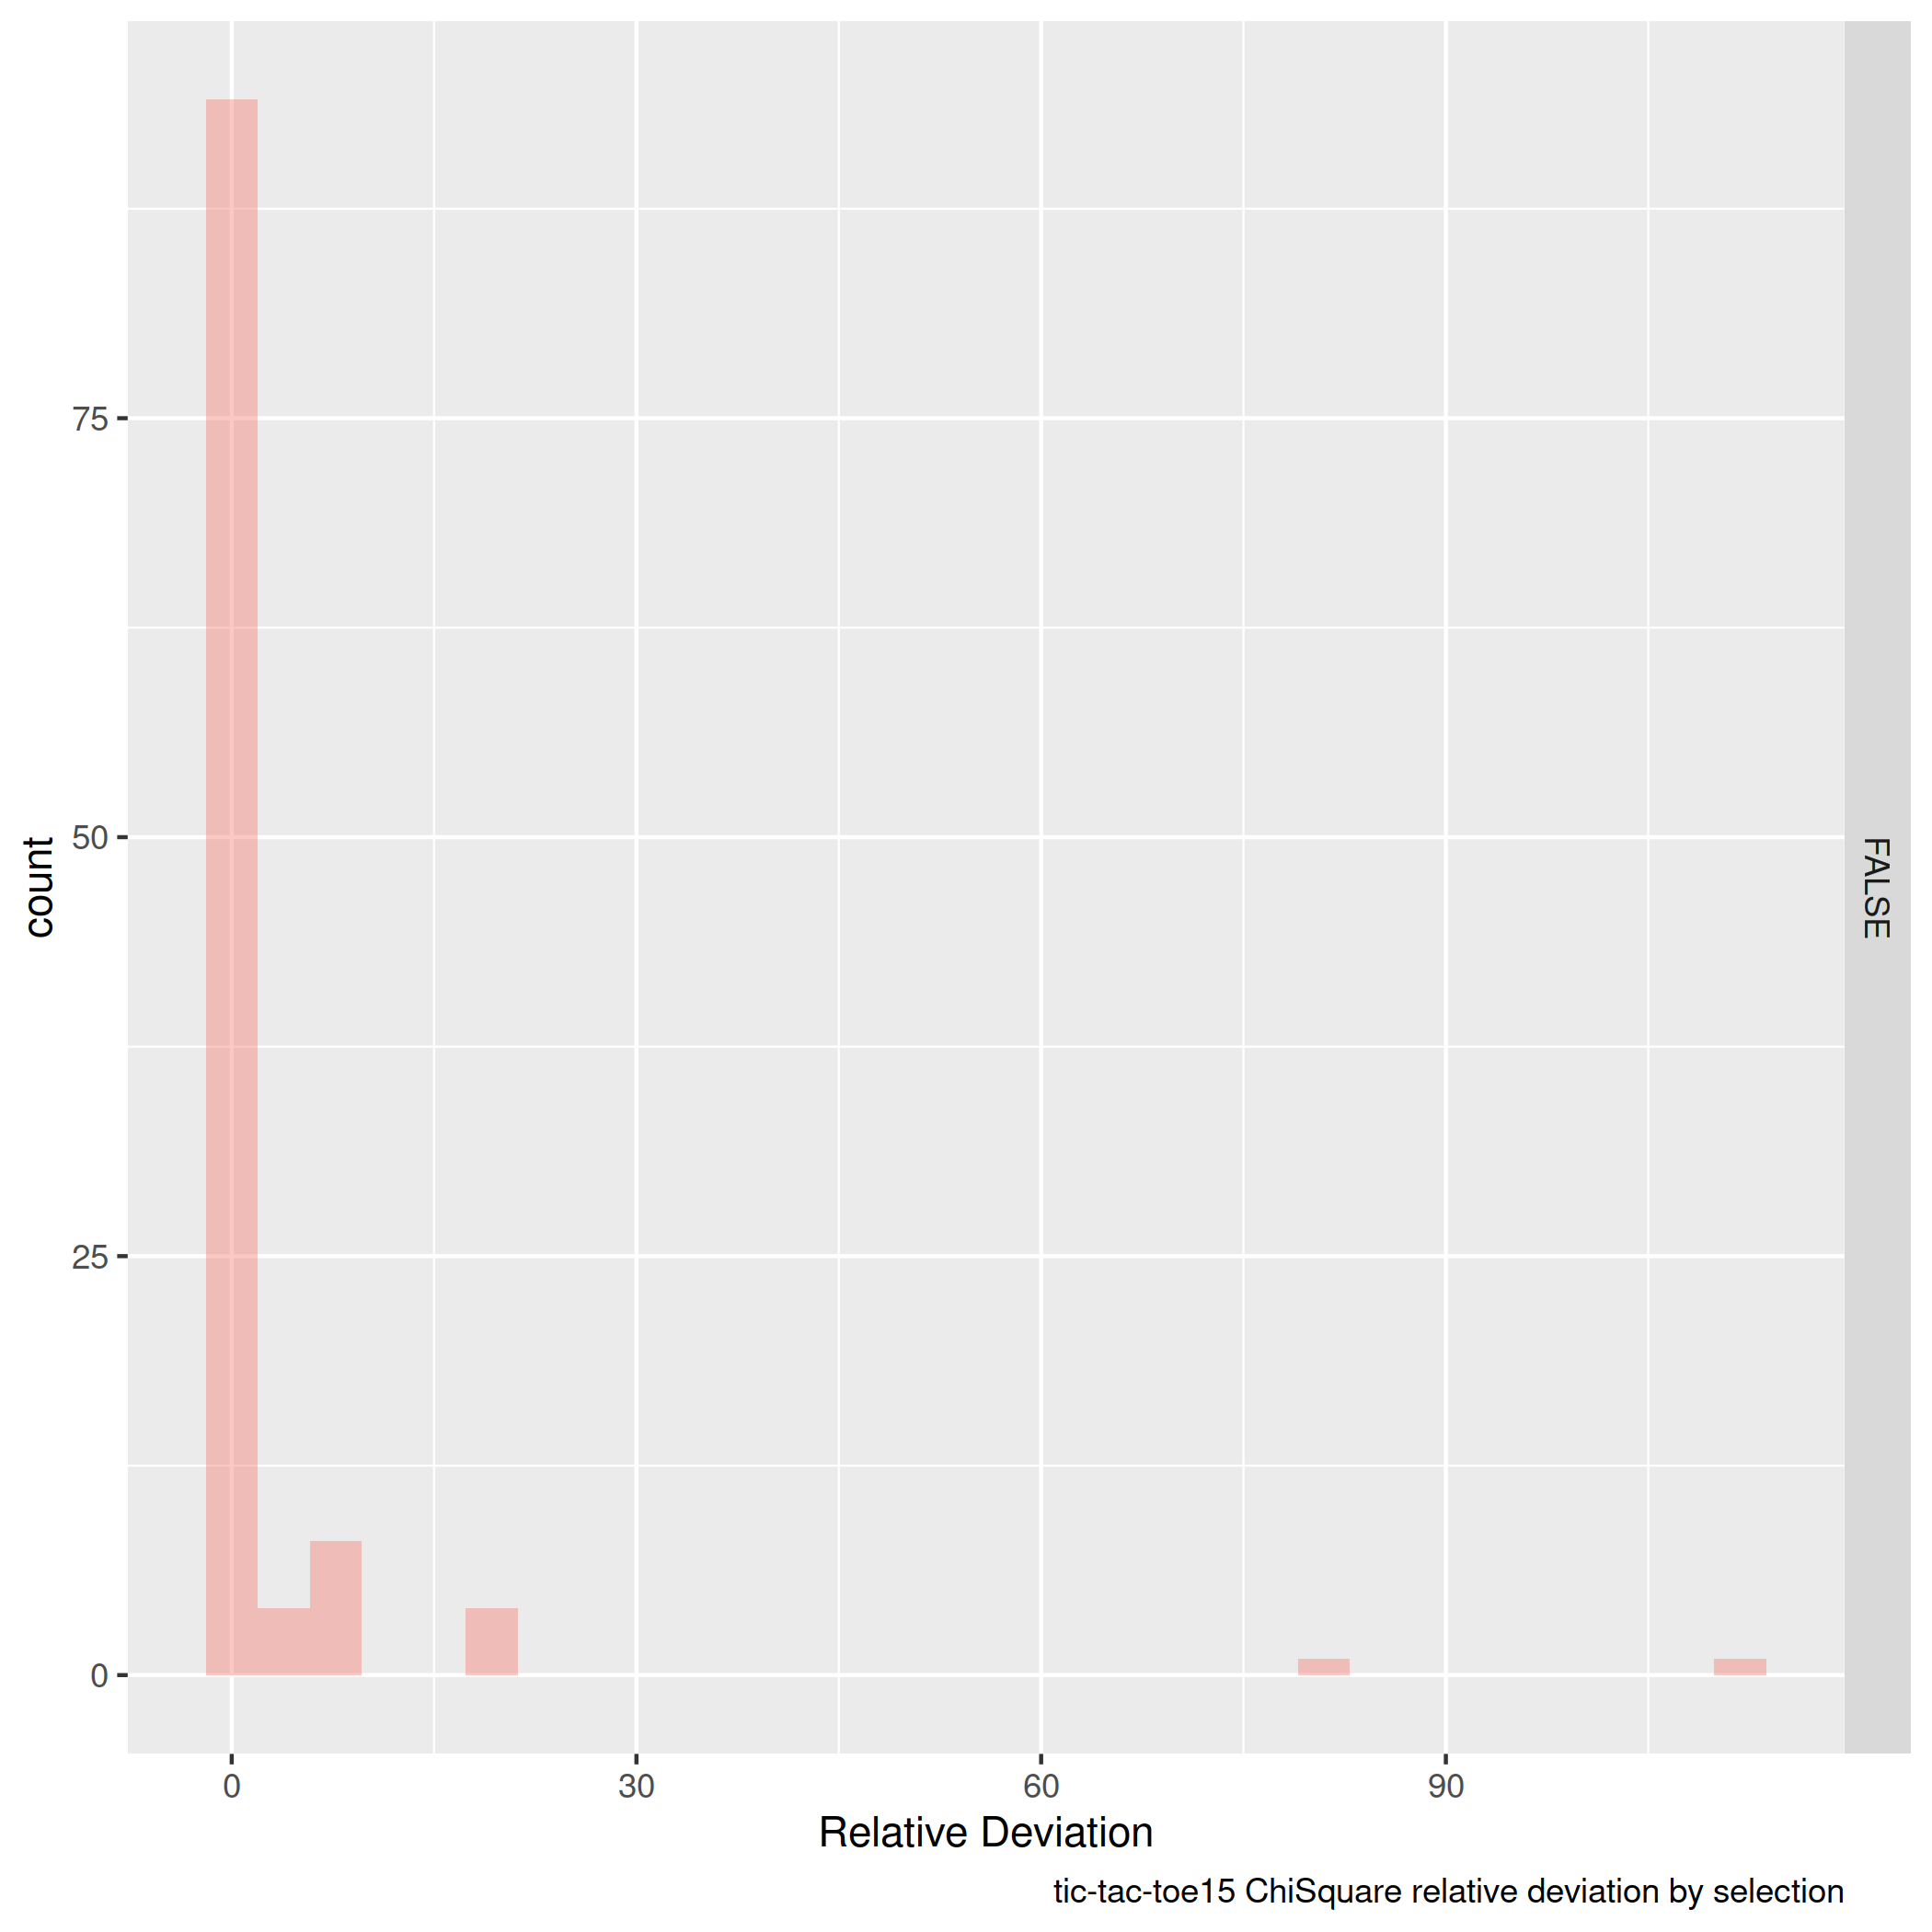 75
50
25
0
count
FALSE
0
30
60
90
Relative Deviation
tic-tac-toe15 ChiSquare relative deviation by selection